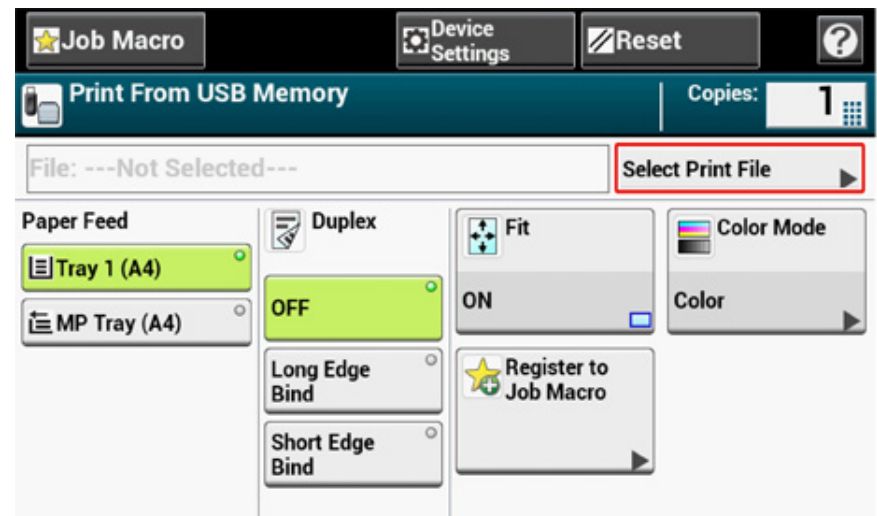 Job Macro
Device
Settings
Reset
?
Print From USB Memory
Copies:
1
File: ---Not Selected---
Select Print File
Paper Feed
Tray 1 (A4)
MP Tray (A4)
Duplex
OFF
Long Edge
Bind
Short Edge
Bind
Fit
ON
Register to
Job Macro
Color Mode
Color